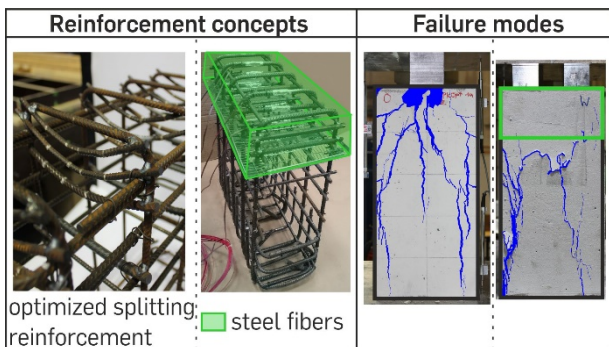 Reinforcement concepts
Failure modes
optimized splitting
reinforcement
steel fibers
W